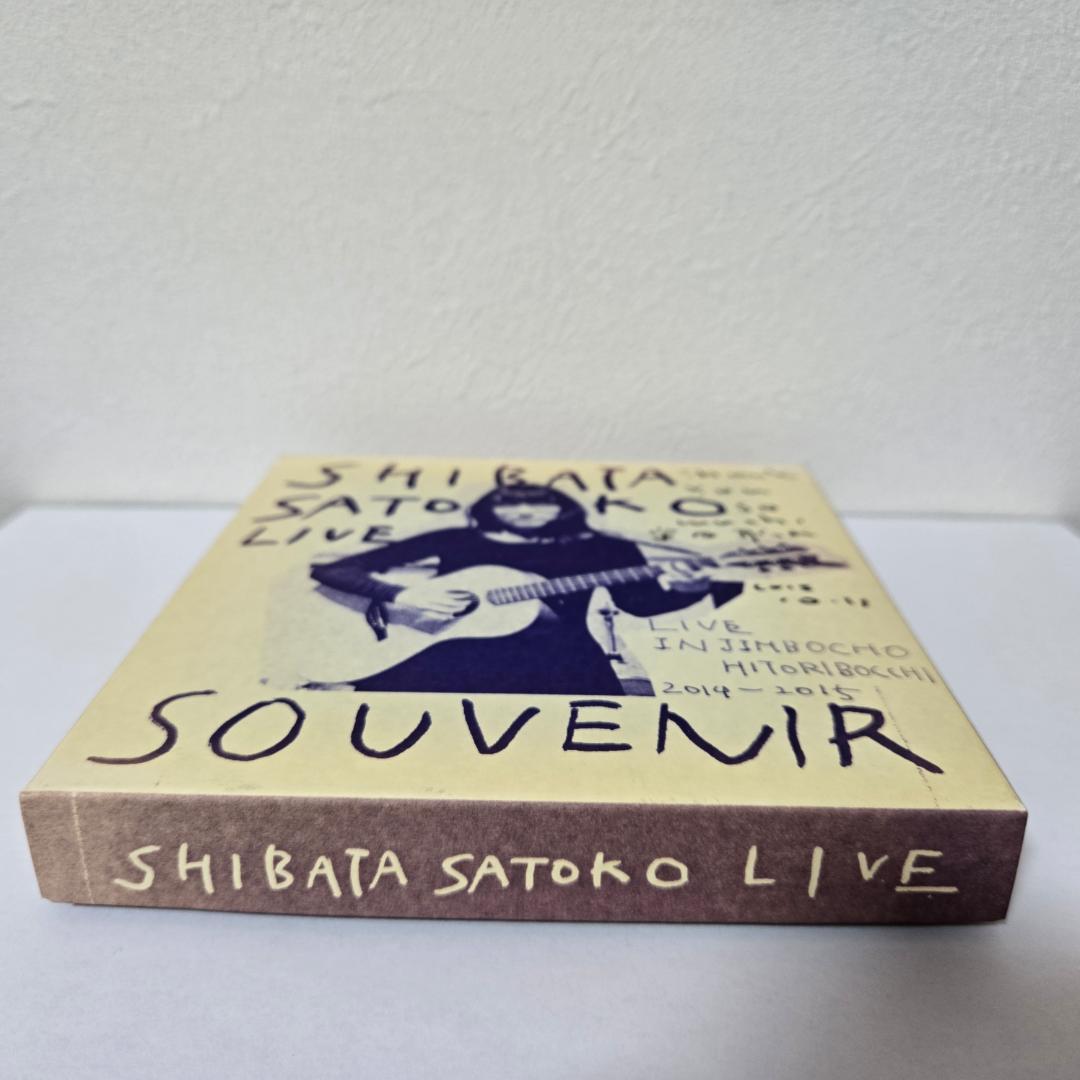 SHIBATA
SATOKO
LIVE
LIVE
IN JIMBOCHO
HITORIBOCCHI
2014-2015
SOUVENIR
SHIBATA SATOKO LIVE